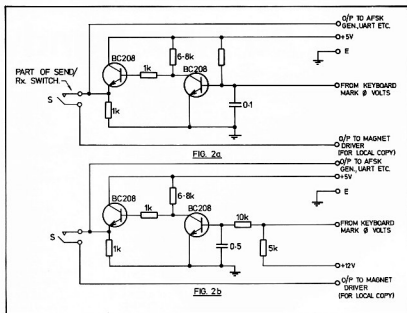 O/P TO AFSK
GEN., UART ETC.
+5V
E
6-8k
BC208
1k
BC208
PART OF SEND/
Rx. SWITCH.
S
1k
0·1
FROM KEYBOARD
MARK Ø VOLTS
O/P TO MAGNET
DRIVER
(FOR LOCAL COPY)
FIG. 2a
O/P TO AFSK
GEN., UART ETC.
+5V
E
6-8k
BC208
1k
BC208
10k
FROM KEYBOARD
MARK Ø VOLTS
S
1k
0·5
5k
+12V
O/P TO MAGNET
DRIVER
(FOR LOCAL COPY)
FIG. 2b